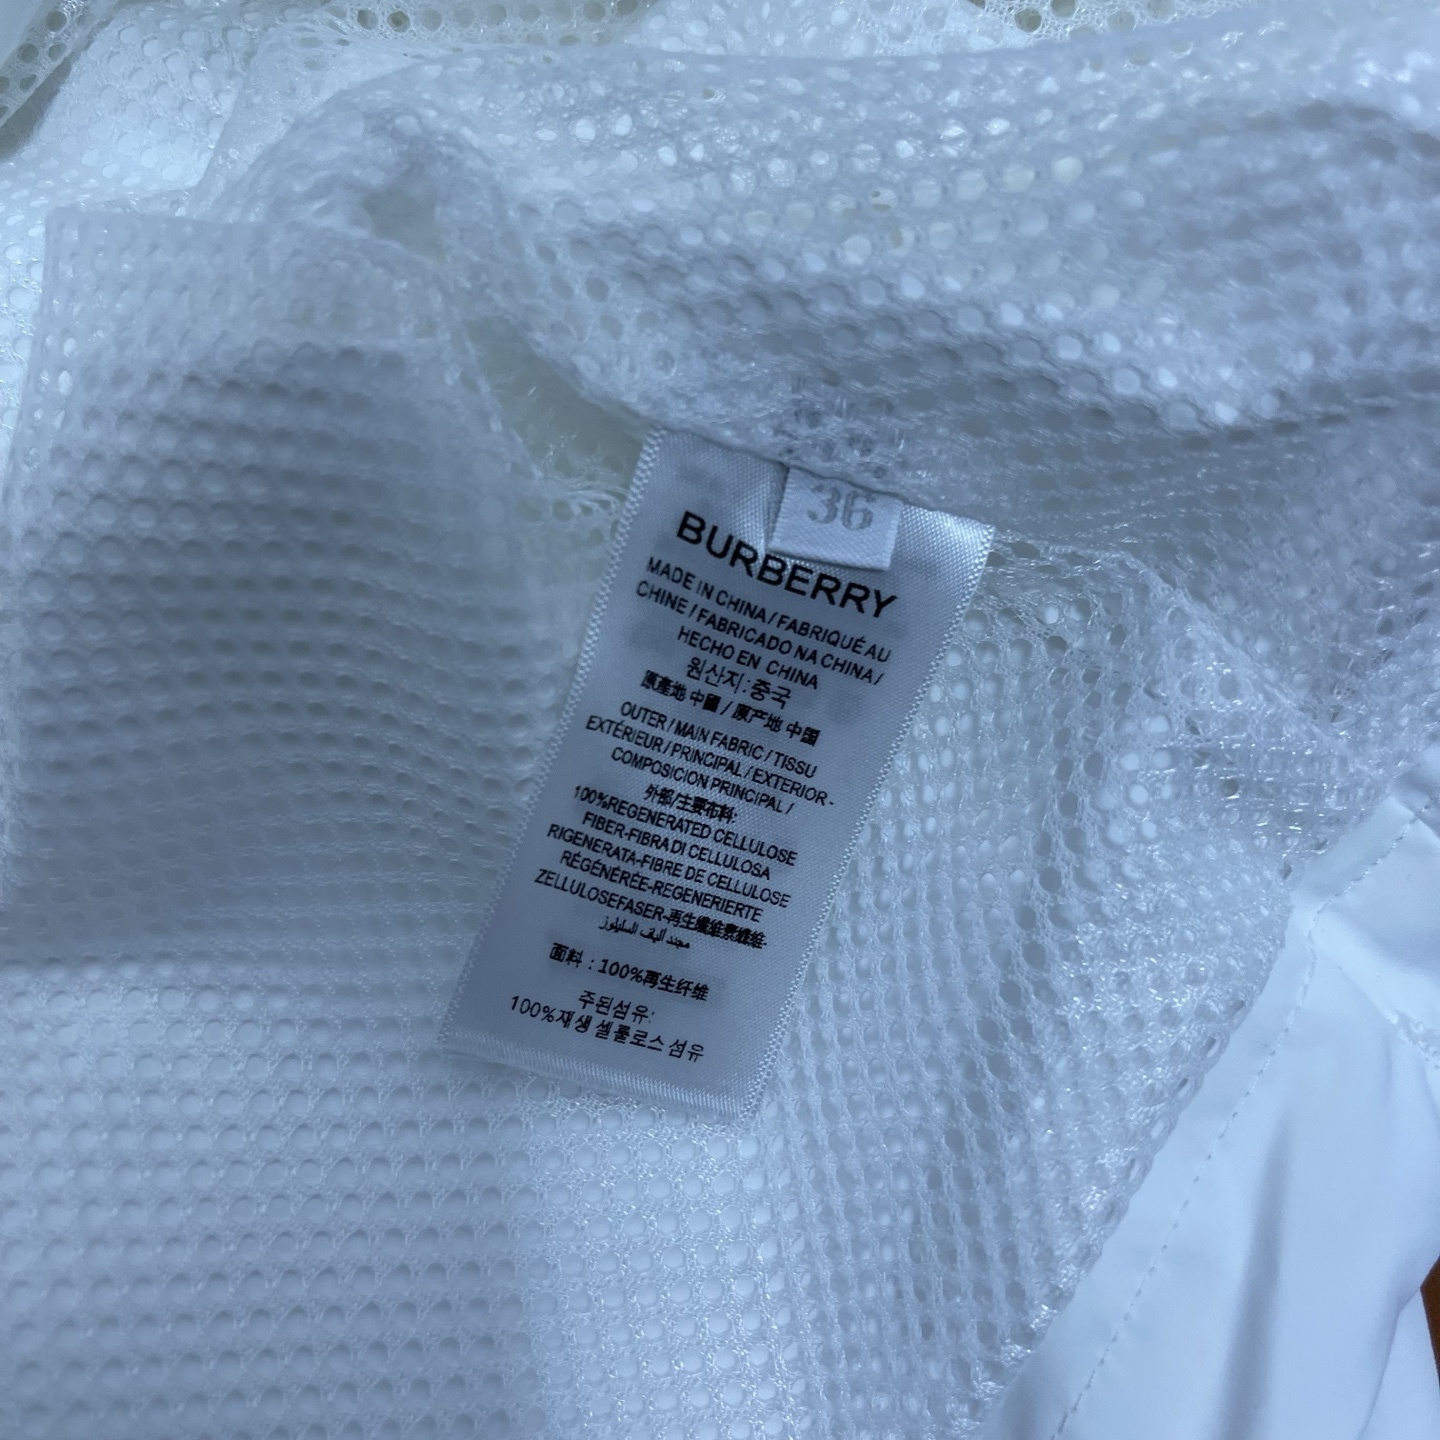 36
BURBERRY
MADE IN CHINA/FABRIQUÉ AU
CHINE/FABRICADO NA CHINA/
HECHO EN CHINA
원산지:중국
原產地 中國/原产地 中国
OUTER/MAIN FABRIC/TISSU
EXTÉRIEUR/PRINCIPAL/EXTERIOR-
COMPOSICION PRINCIPAL/
外部/主要布料:
100%REGENERATED CELLULOSE
FIBER-FIBRA DI CELLULOSA
RIGENERATA-FIBRE DE CELLULOSE
RÉGÉNÉRÉE-REGENERIERTE
ZELLULOSEFASER-再生纖維素纖維-
مجدد ألياف السليلوز
面料：100%再生纤维
주된섬유:
100%재생 셀룰로스 섬유